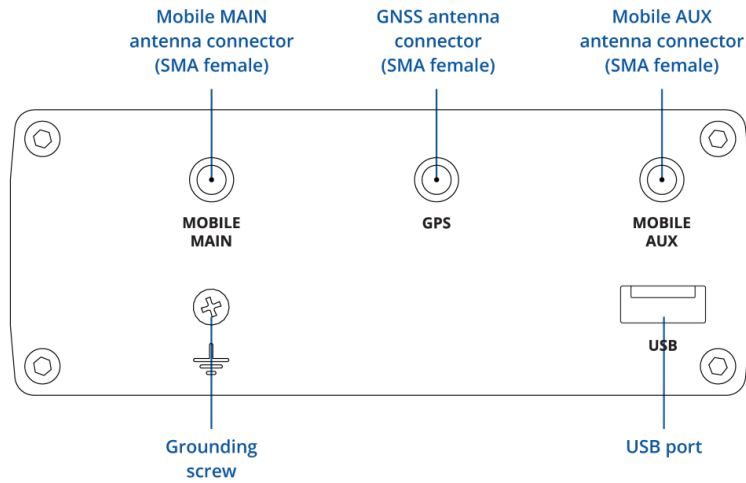 Mobile MAIN
antenna connector
(SMA female)
GNSS antenna
connector
(SMA female)
Mobile AUX
antenna connector
(SMA female)
MOBILE
MAIN
GPS
MOBILE
AUX
USB
Grounding
screw
USB port